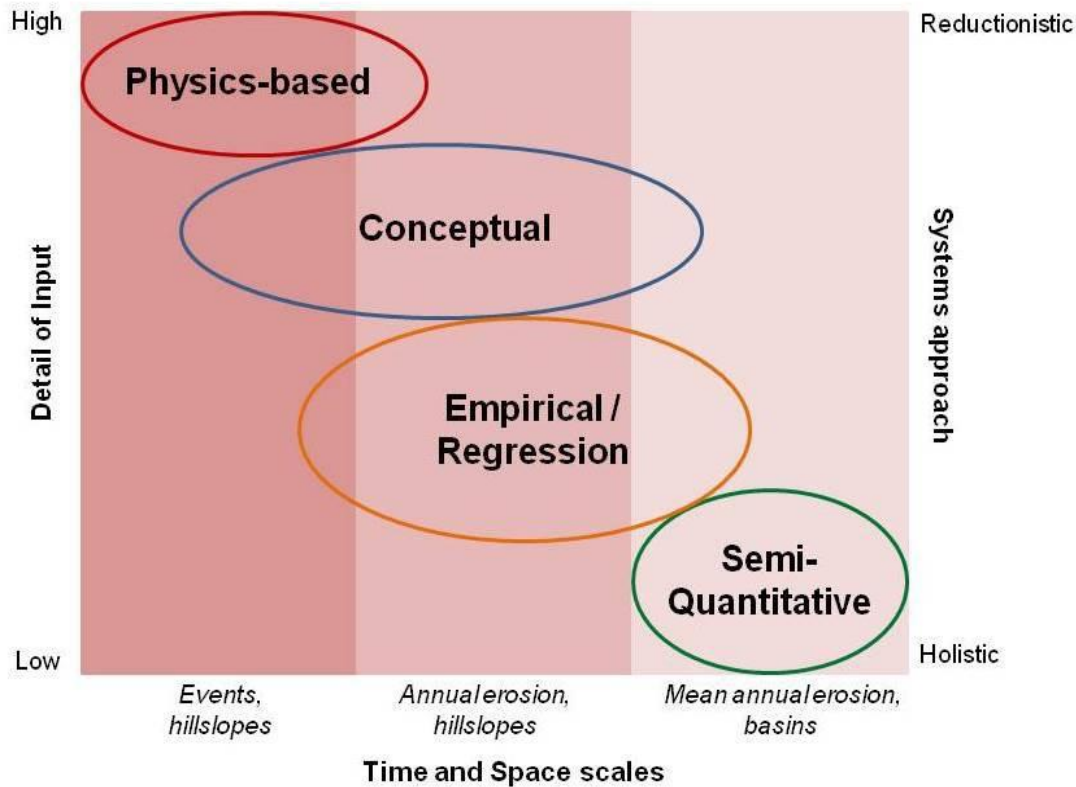 High
Reductionistic
Physics-based
Conceptual
Detail of Input
Systems approach
Empirical /
Regression
Semi-
Quantitative
Low
Holistic
Events,
hillslopes
Annual erosion,
hillslopes
Mean annual erosion,
basins
Time and Space scales